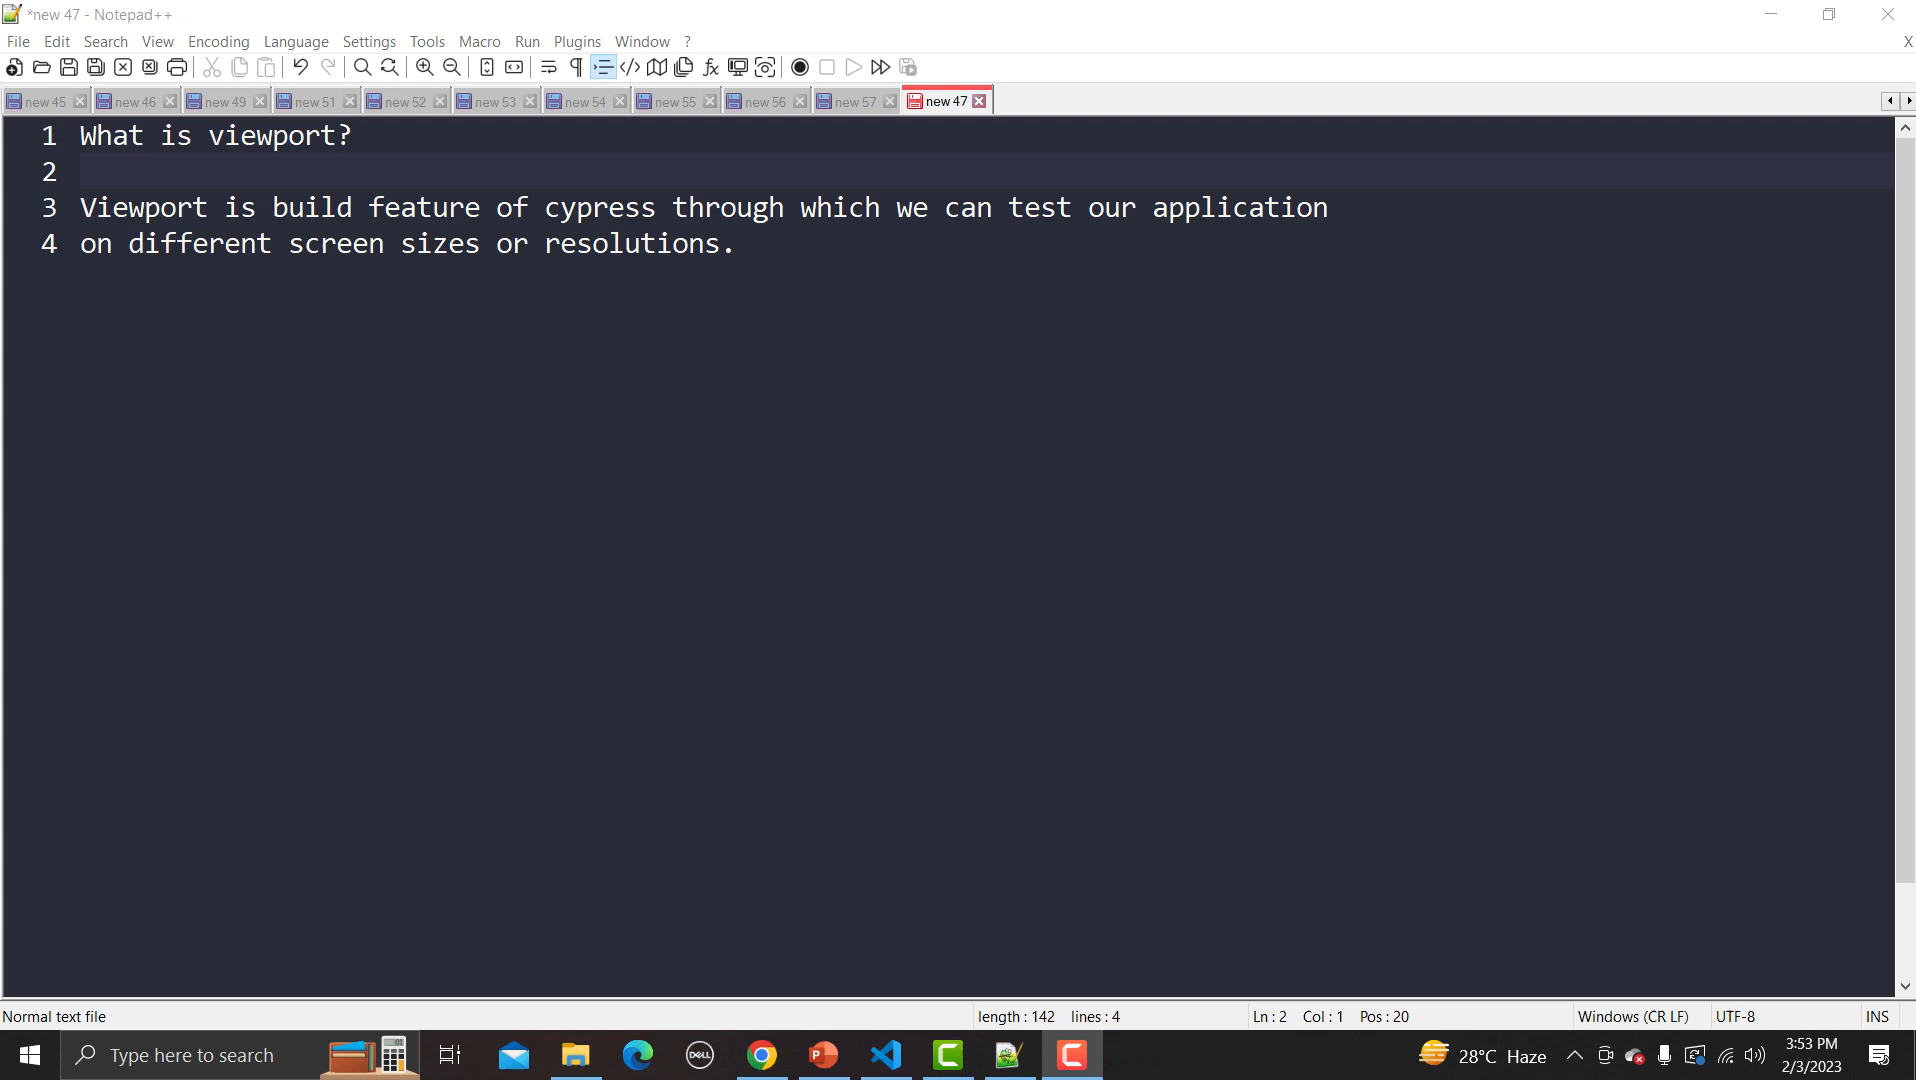 *new 47 - Notepad++
File Edit Search View Encoding Language Settings Tools Macro Run Plugins Window ? X
new 45 new 46 new 49 new 51 new 52 new 53 new 54 new 55 new 56 new 57 new 47
1 What is viewport?
2
3 Viewport is build feature of cypress through which we can test our application
4 on different screen sizes or resolutions.
Normal text file length : 142 lines : 4 Ln : 2 Col : 1 Pos : 20 Windows (CR LF) UTF-8 INS
Type here to search DELL 28°C Haze 3:53 PM
2/3/2023